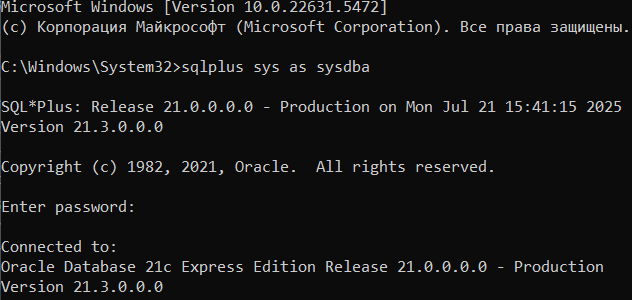 Microsoft Windows [Version 10.0.22631.5472]
(c) Корпорация Майкрософт (Microsoft Corporation). Все права защищены.
C:\Windows\System32>sqlplus sys as sysdba
SQL*Plus: Release 21.0.0.0.0 - Production on Mon Jul 21 15:41:15 2025
Version 21.3.0.0.0
Copyright (c) 1982, 2021, Oracle.  All rights reserved.
Enter password:
Connected to:
Oracle Database 21c Express Edition Release 21.0.0.0.0 - Production
Version 21.3.0.0.0